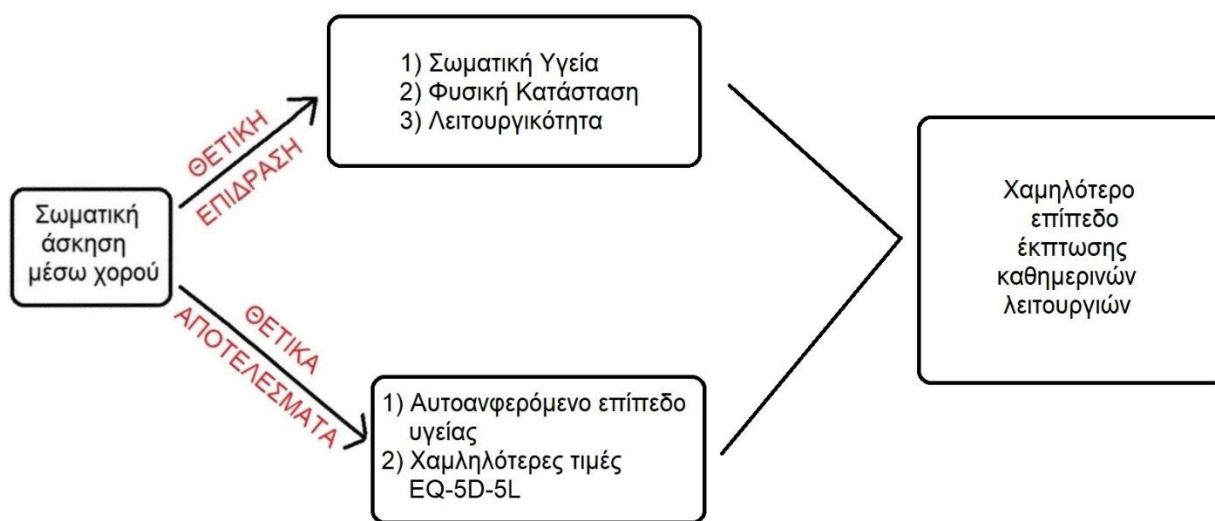 1) Σωματική Υγεία
2) Φυσική Κατάσταση
3) Λειτουργικότητα
ΘΕΤΙΚΗ
ΕΠΙΔΡΑΣΗ
Σωματική
άσκηση
μέσω χορού
ΘΕΤΙΚΑ
ΑΠΟΤΕΛΕΣΜΑΤΑ
1) Αυτοανφερόμενο επίπεδο
υγείας
2) Χαμληλότερες τιμές
EQ-5D-5L
Χαμηλότερο
επίπεδο
έκπτωσης
καθημερινών
λειτουργιών